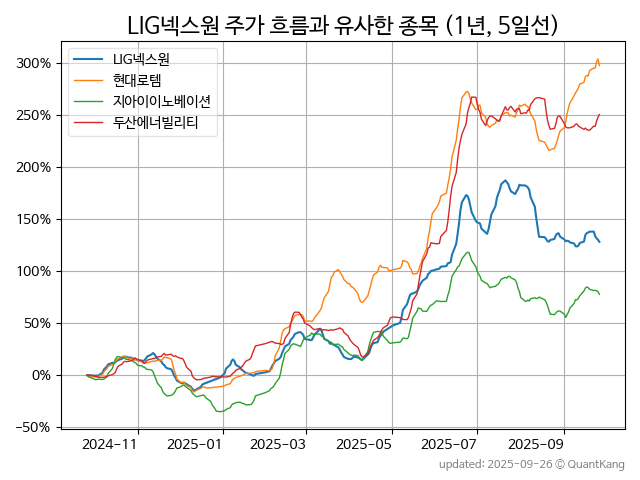 LIG넥스원 주가 흐름과 유사한 종목 (1년, 5일선)
LIG넥스원
현대로템
지아이이노베이션
두산에너빌리티
300%
250%
200%
150%
100%
50%
0%
−50%
2024-11 2025-01 2025-03 2025-05 2025-07 2025-09
updated: 2025-09-26 © QuantKang